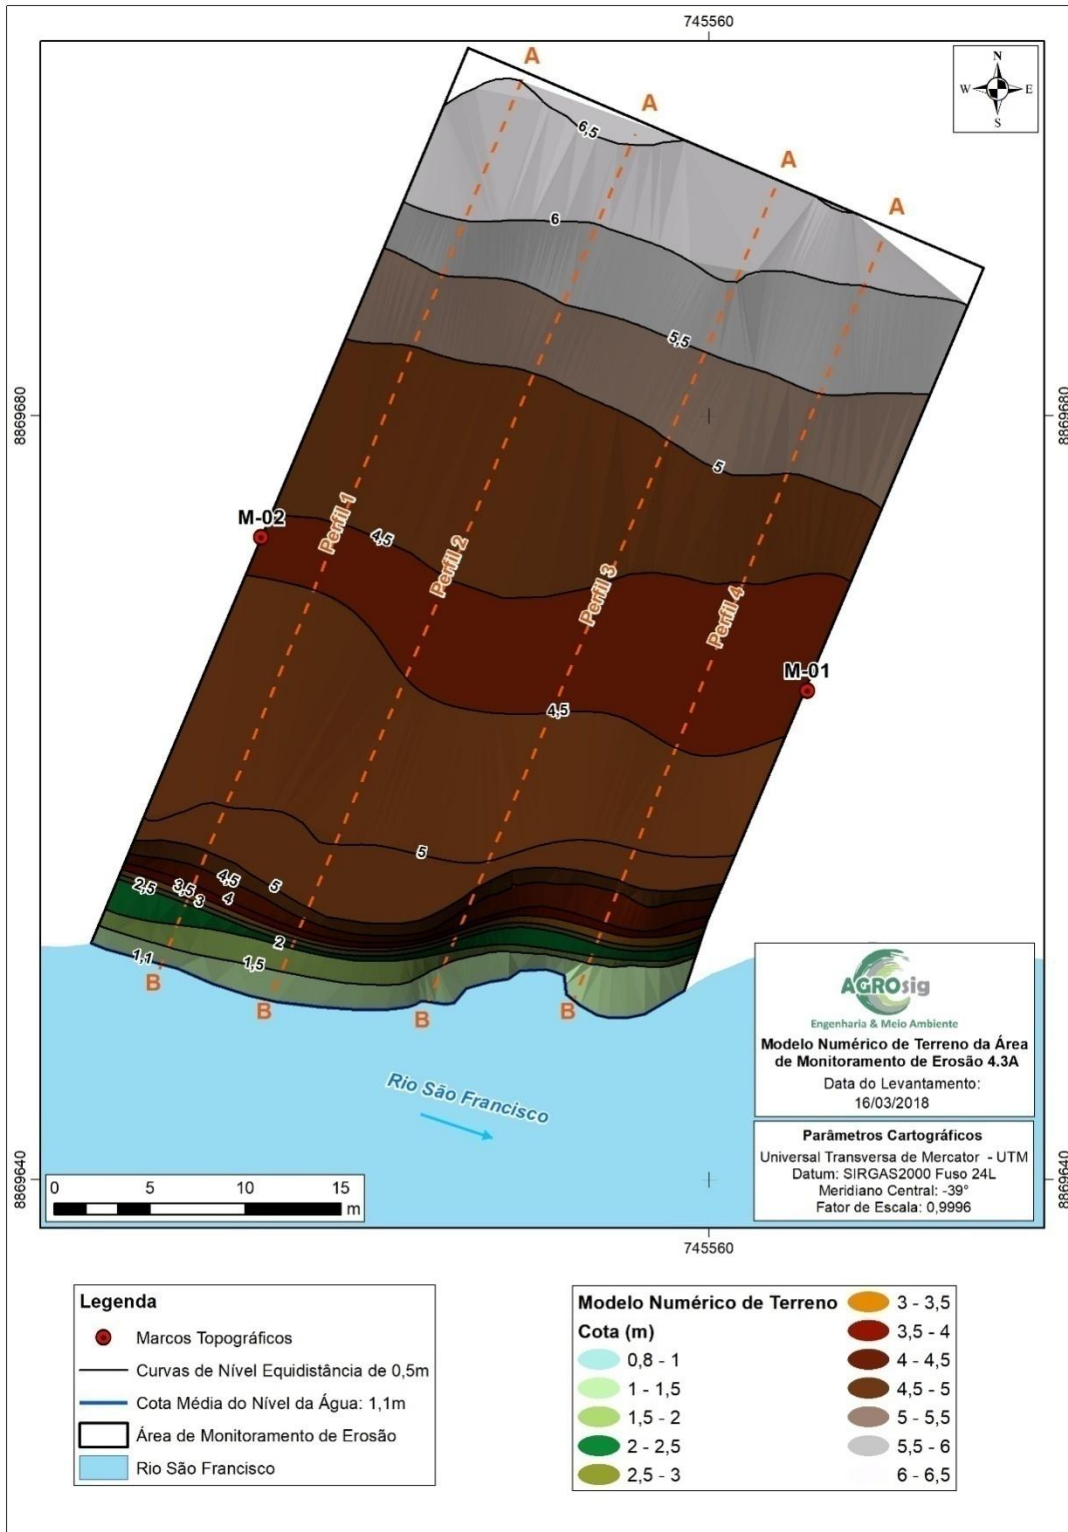 745560
N
W E
S
A
A
A
A
6,5
6
5,5
5
8869680
8869680
M-02
4,5
Perfil 1
Perfil 2
Perfil 3
Perfil 4
M-01
4,5
5
4,5
5
2,5
3,5
3
4
2
1,1
1,5
B
B
B
B
Rio São Francisco
AGROsig
Engenharia & Meio Ambiente
Modelo Numérico de Terreno da Área
de Monitoramento de Erosão 4.3A
Data do Levantamento:
16/03/2018
Parâmetros Cartográficos
Universal Transversa de Mercator - UTM
Datum: SIRGAS2000 Fuso 24L
Meridiano Central: -39°
Fator de Escala: 0,9996
8869640
8869640
0 5 10 15
m
745560
Legenda
Marcos Topográficos
Curvas de Nível Equidistância de 0,5m
Cota Média do Nível da Água: 1,1m
Área de Monitoramento de Erosão
Rio São Francisco
Modelo Numérico de Terreno
Cota (m)
0,8 - 1
1 - 1,5
1,5 - 2
2 - 2,5
2,5 - 3
3 - 3,5
3,5 - 4
4 - 4,5
4,5 - 5
5 - 5,5
5,5 - 6
6 - 6,5